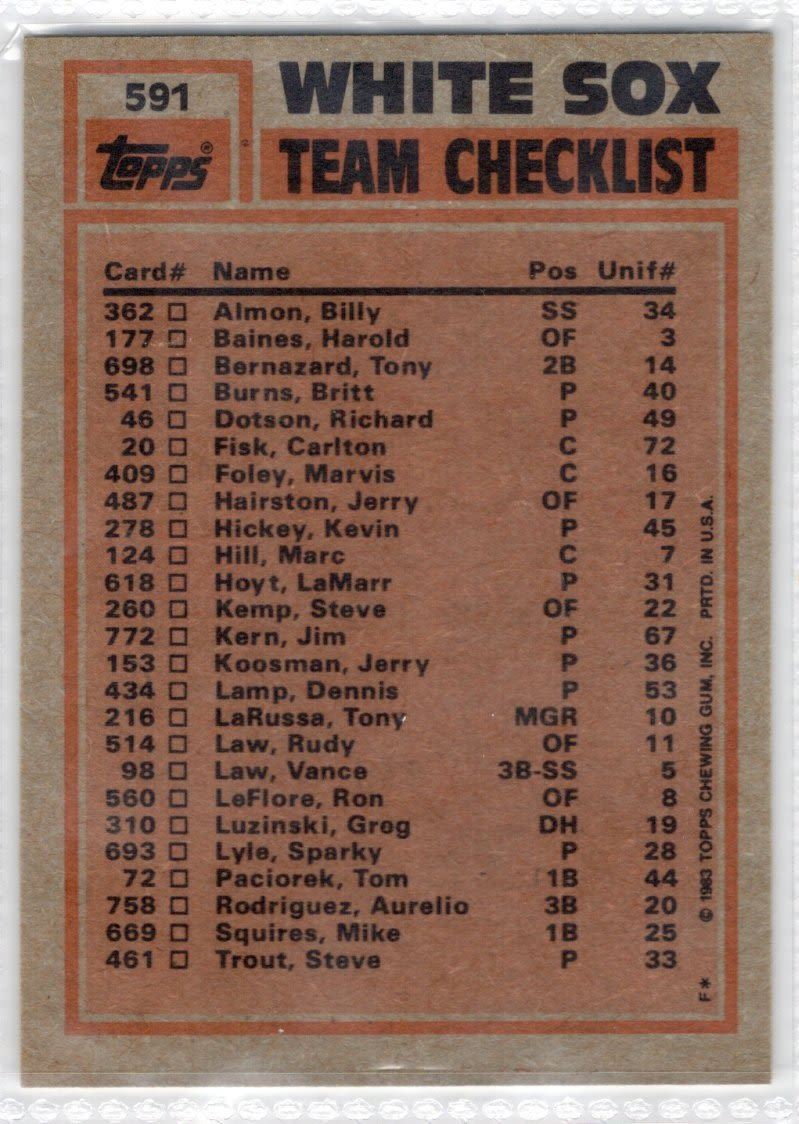 591
WHITE SOX
TOPPS®
TEAM CHECKLIST
Card# Name Pos Unif#
362 □ Almon, Billy SS 34
177 □ Baines, Harold OF 3
698 □ Bernazard, Tony 2B 14
541 □ Burns, Britt P 40
46 □ Dotson, Richard P 49
20 □ Fisk, Carlton C 72
409 □ Foley, Marvis C 16
487 □ Hairston, Jerry OF 17
278 □ Hickey, Kevin P 45
124 □ Hill, Marc C 7
618 □ Hoyt, LaMarr P 31
260 □ Kemp, Steve OF 22
772 □ Kern, Jim P 67
153 □ Koosman, Jerry P 36
434 □ Lamp, Dennis P 53
216 □ LaRussa, Tony MGR 10
514 □ Law, Rudy OF 11
98 □ Law, Vance 3B-SS 5
560 □ LeFlore, Ron OF 8
310 □ Luzinski, Greg DH 19
693 □ Lyle, Sparky P 28
72 □ Paciorek, Tom 1B 44
758 □ Rodriguez, Aurelio 3B 20
669 □ Squires, Mike 1B 25
461 □ Trout, Steve P 33
F* © 1983 TOPPS CHEWING GUM, INC. PRTD. IN U.S.A.